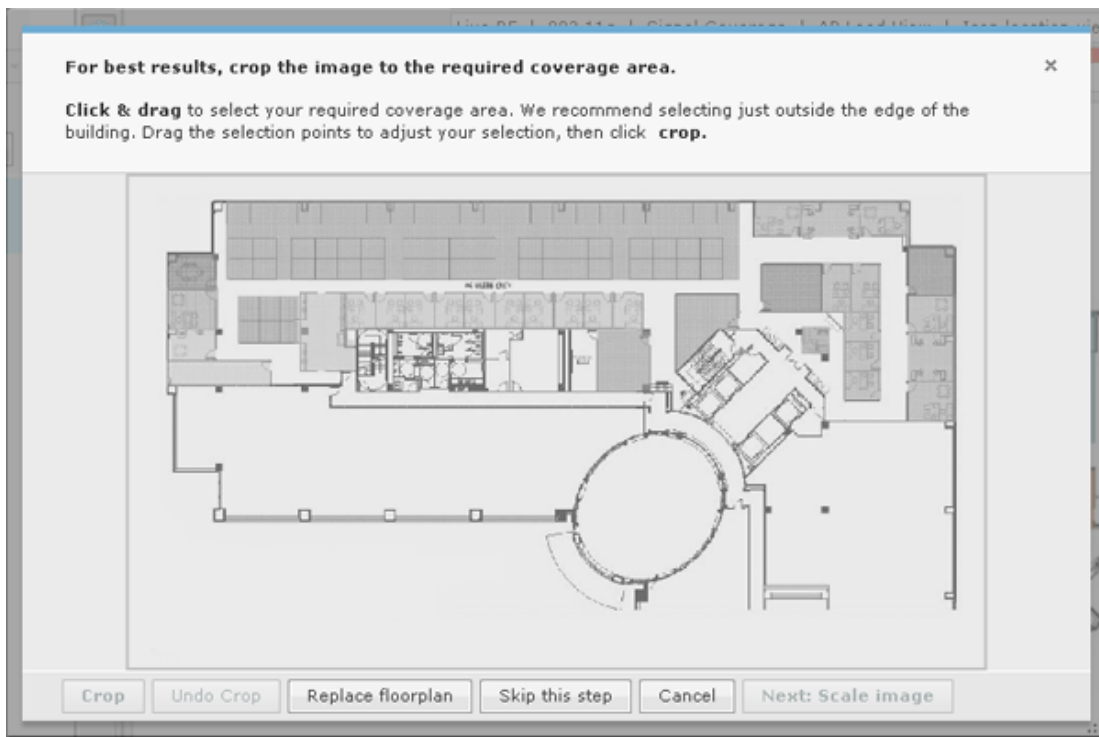 For best results, crop the image to the required coverage area.
×
Click & drag to select your required coverage area. We recommend selecting just outside the edge of the
building. Drag the selection points to adjust your selection, then click crop.
Crop
Undo Crop
Replace floorplan
Skip this step
Cancel
Next: Scale image